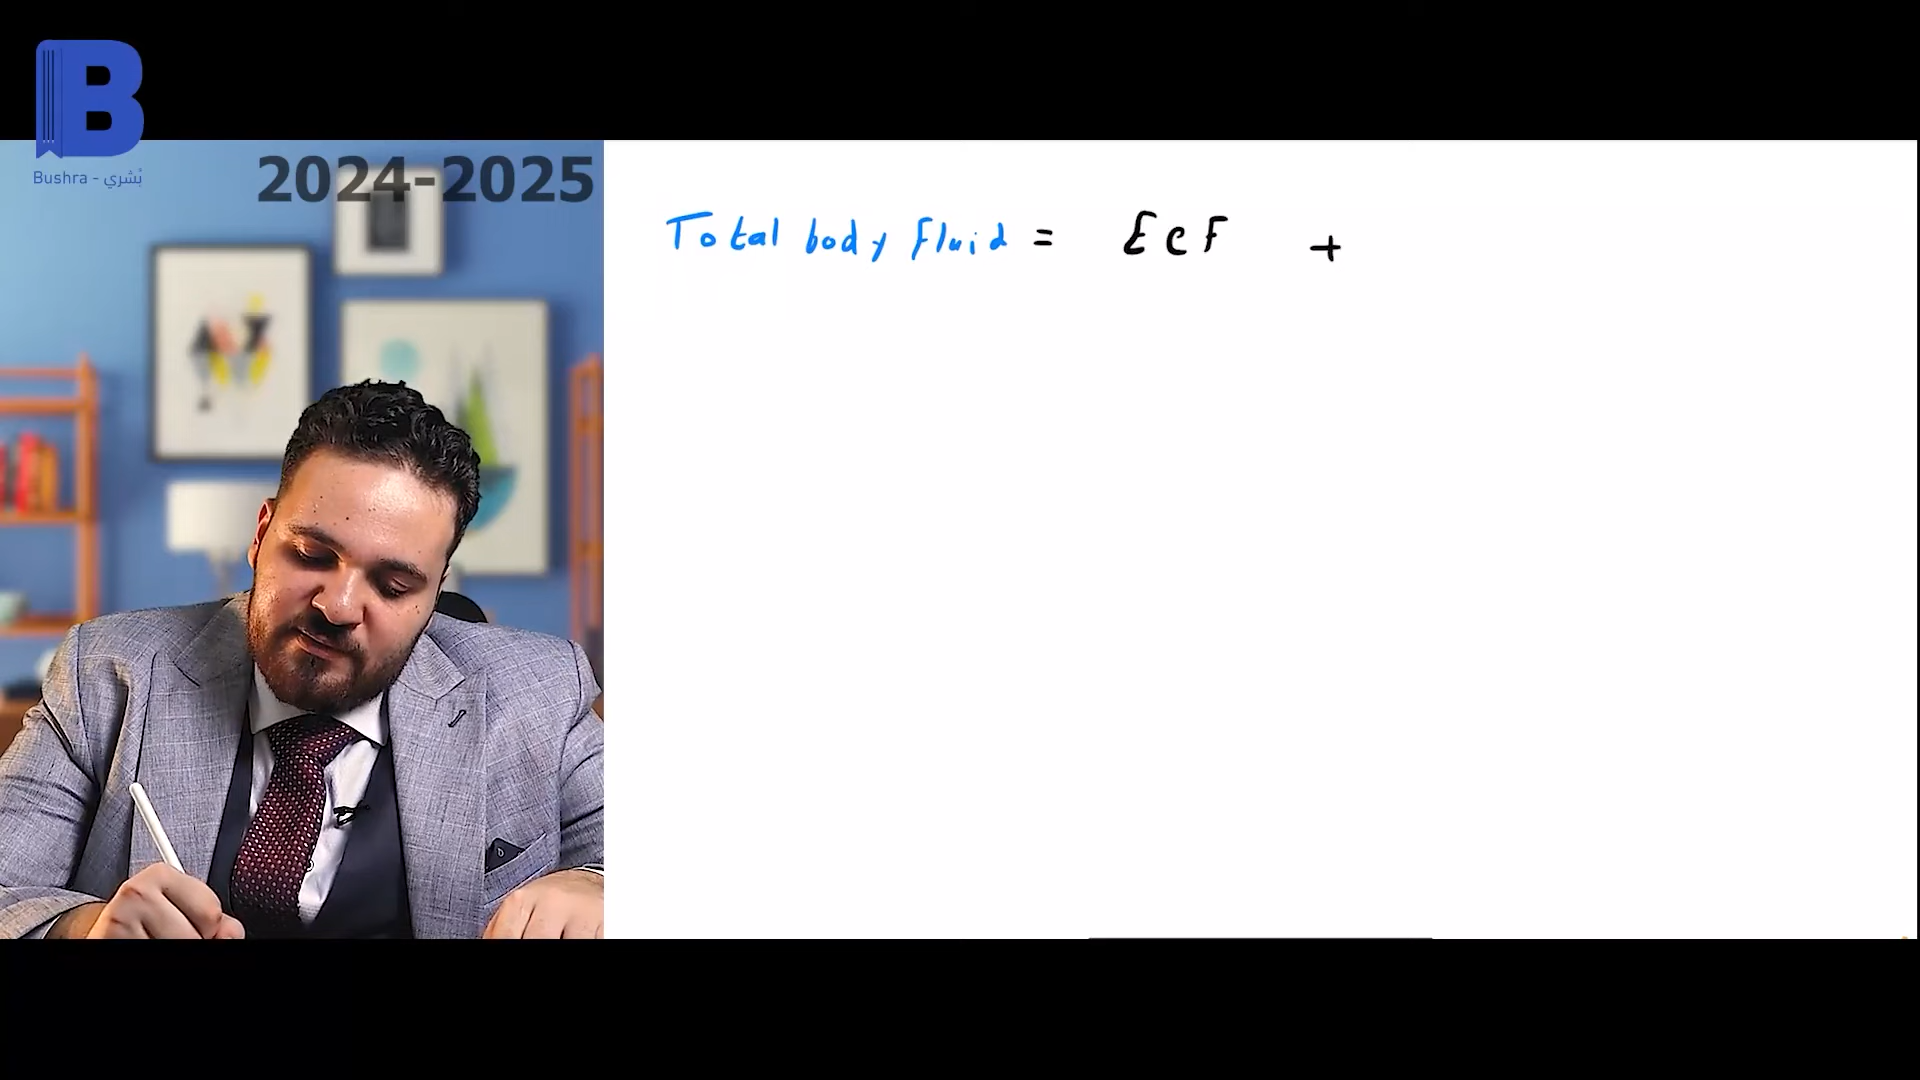 B
Bushra - بُشري
2024-2025
Total body fluid = ECF +